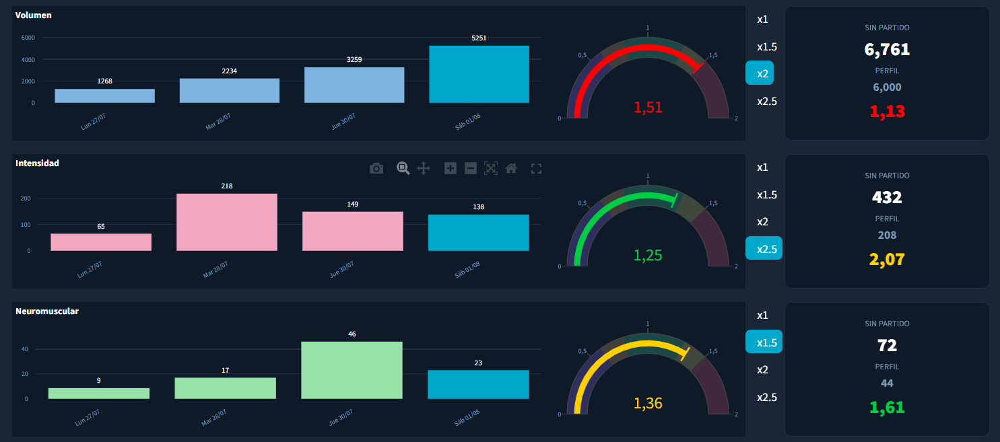 Volumen
6000
4000
2000
0
1268
2234
3259
5251
Lun 27/07
Mar 28/07
Jue 30/07
Sáb 01/08
0
0,5
1
1,5
2
1,51
x1
x1.5
x2
x2.5
SIN PARTIDO
6,761
PERFIL
6,000
1,13
Intensidad
200
100
0
65
218
149
138
Lun 27/07
Mar 28/07
Jue 30/07
Sáb 01/08
0
0,5
1
1,5
2
1,25
x1
x1.5
x2
x2.5
SIN PARTIDO
432
PERFIL
208
2,07
Neuromuscular
40
20
0
9
17
46
23
Lun 27/07
Mar 28/07
Jue 30/07
Sáb 01/08
0
0,5
1
1,5
2
1,36
x1
x1.5
x2
x2.5
SIN PARTIDO
72
PERFIL
44
1,61